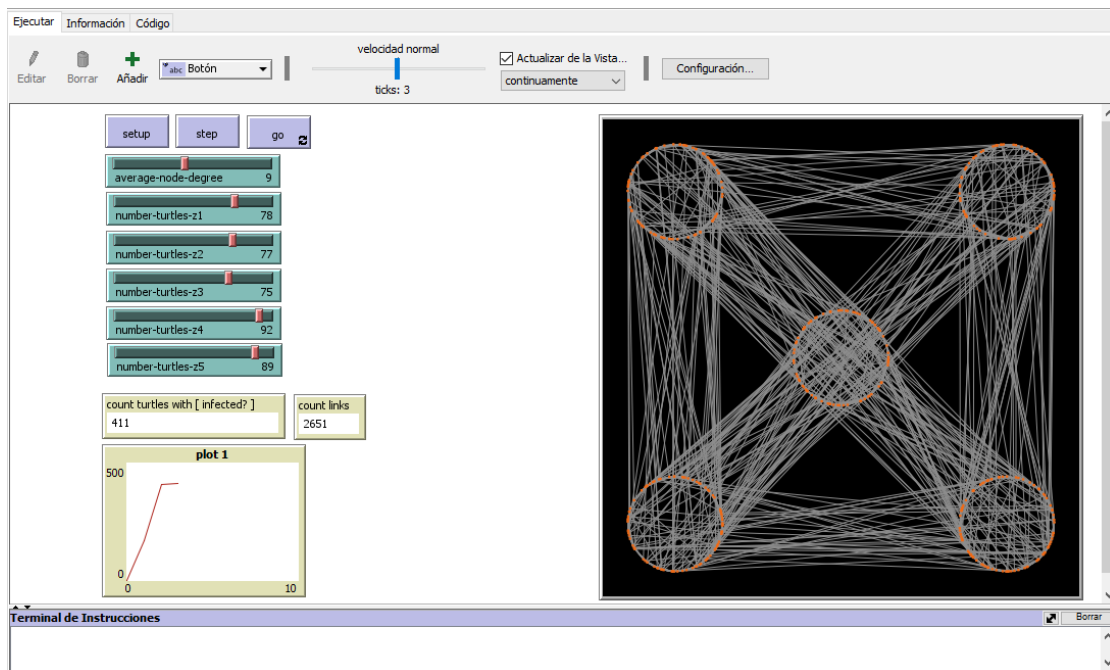 Ejecutar Información Código
velocidad normal
Editar Borrar Añadir abc Botón
ticks: 3
Actualizar de la Vista...
continuamente
Configuración...
setup step go
average-node-degree 9
number-turtles-z1 78
number-turtles-z2 77
number-turtles-z3 75
number-turtles-z4 92
number-turtles-z5 89
count turtles with [ infected? ]
411
count links
2651
plot 1
500
0
0 10
Terminal de Instrucciones Borrar